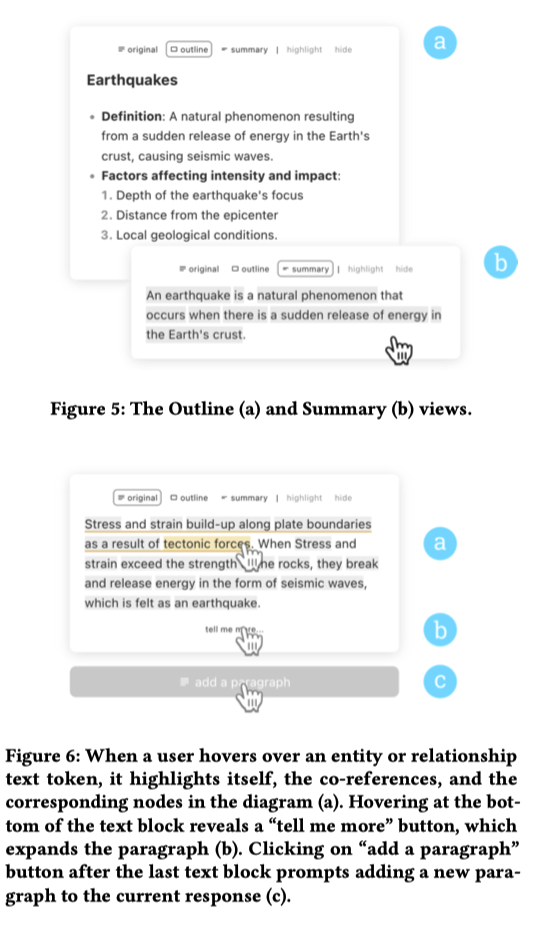 original outline summary | highlight hide
a
Earthquakes
• Definition: A natural phenomenon resulting
from a sudden release of energy in the Earth's
crust, causing seismic waves.
• Factors affecting intensity and impact:
1. Depth of the earthquake's focus
2. Distance from the epicenter
3. Local geological conditions.
b
original outline summary | highlight hide
An earthquake is a natural phenomenon that
occurs when there is a sudden release of energy in
the Earth's crust.
Figure 5: The Outline (a) and Summary (b) views.
original outline summary | highlight hide
Stress and strain build-up along plate boundaries
as a result of tectonic forces. When Stress and
a
strain exceed the strength the rocks, they break
and release energy in the form of seismic waves,
which is felt as an earthquake.
tell me more...
b
add a paragraph
c
Figure 6: When a user hovers over an entity or relationship
text token, it highlights itself, the co-references, and the
corresponding nodes in the diagram (a). Hovering at the bot-
tom of the text block reveals a “tell me more” button, which
expands the paragraph (b). Clicking on “add a paragraph”
button after the last text block prompts adding a new para-
graph to the current response (c).